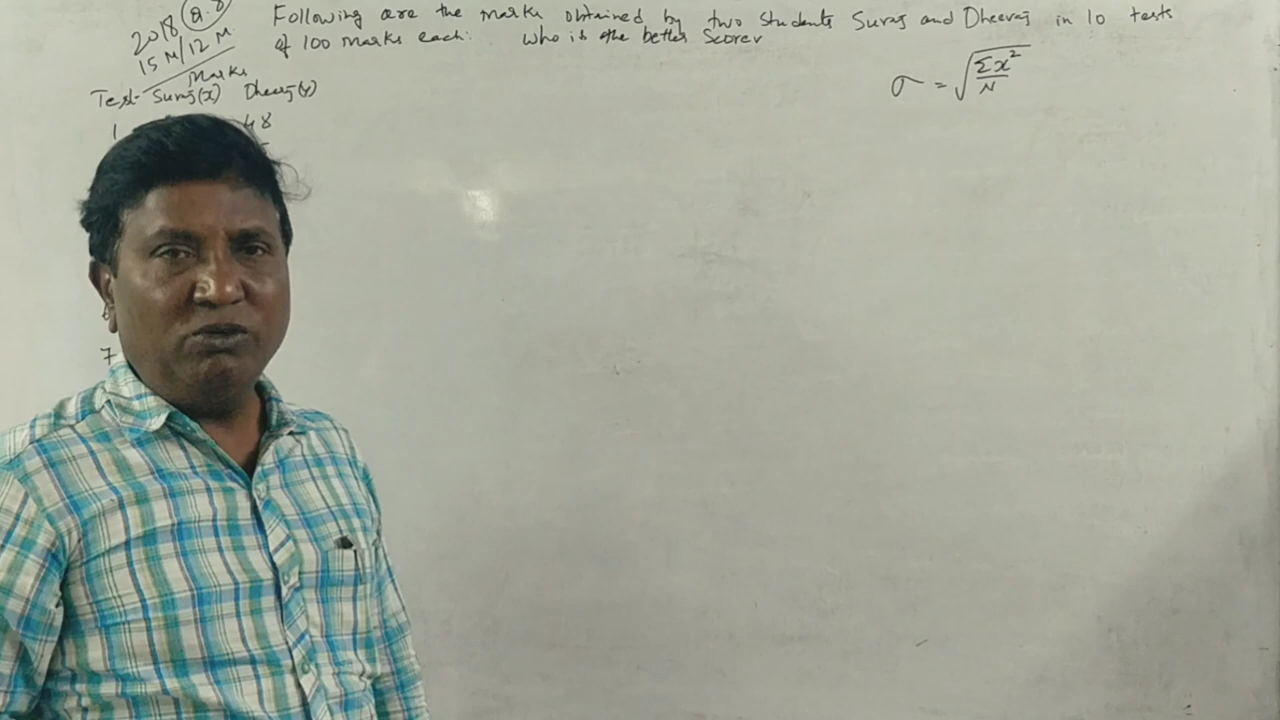 2018, Q.8
15 M/12 M
Following are the marks obtained by two students Suraj and Dheeraj in 10 tests
of 100 marks each. Who is the better Scorer
σ = √Σx²/N
Marks
Test Suraj(x) Dheeraj(y)
1 48
7